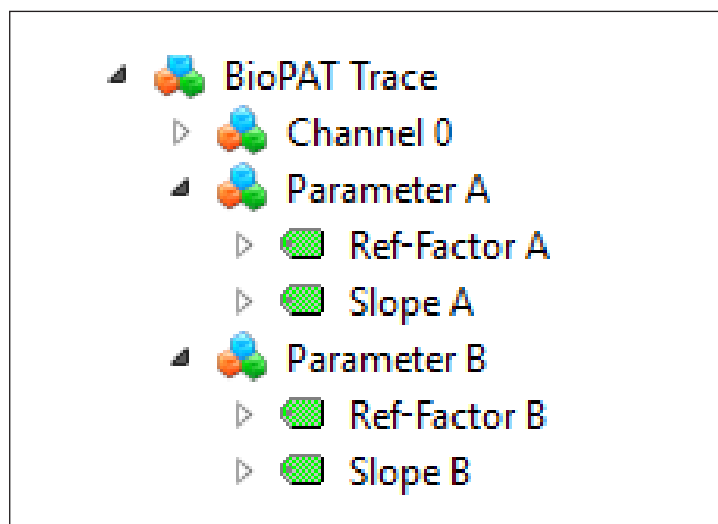 BioPAT Trace
Channel 0
Parameter A
Ref-Factor A
Slope A
Parameter B
Ref-Factor B
Slope B